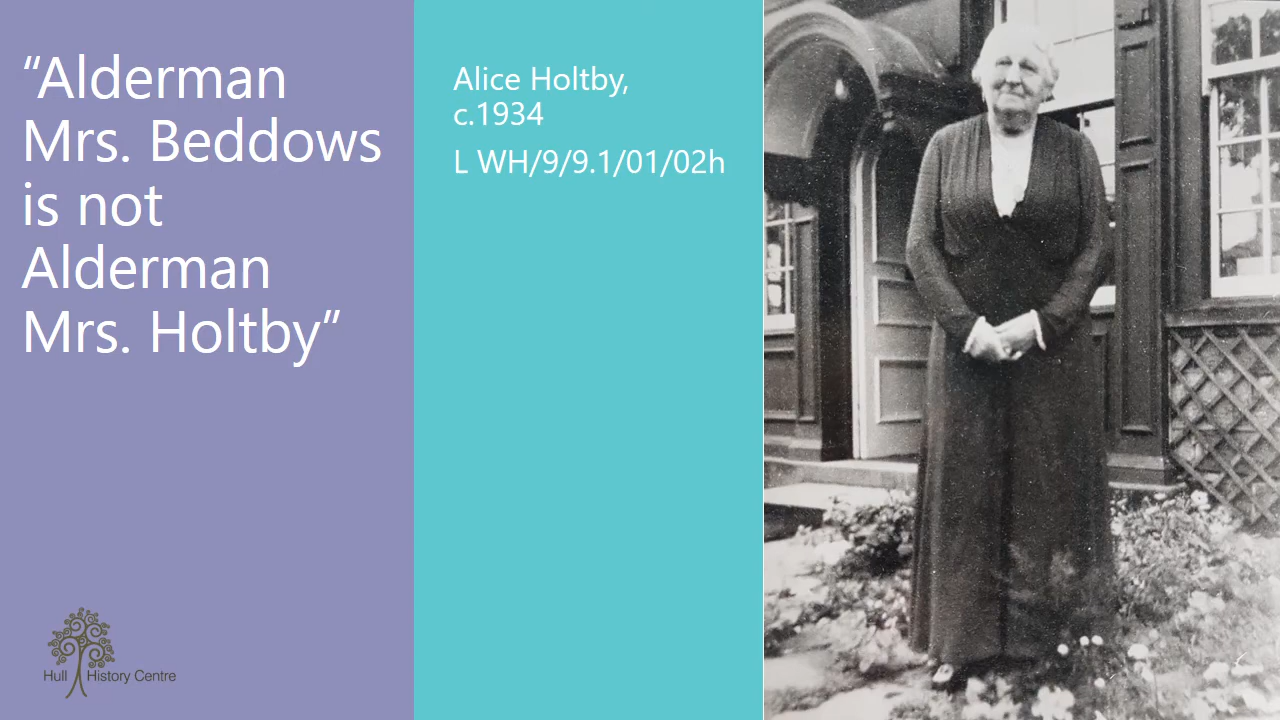 “Alderman
Mrs. Beddows
is not
Alderman
Mrs. Holtby”
Alice Holtby,
c.1934
L WH/9/9.1/01/02h
Hull History Centre